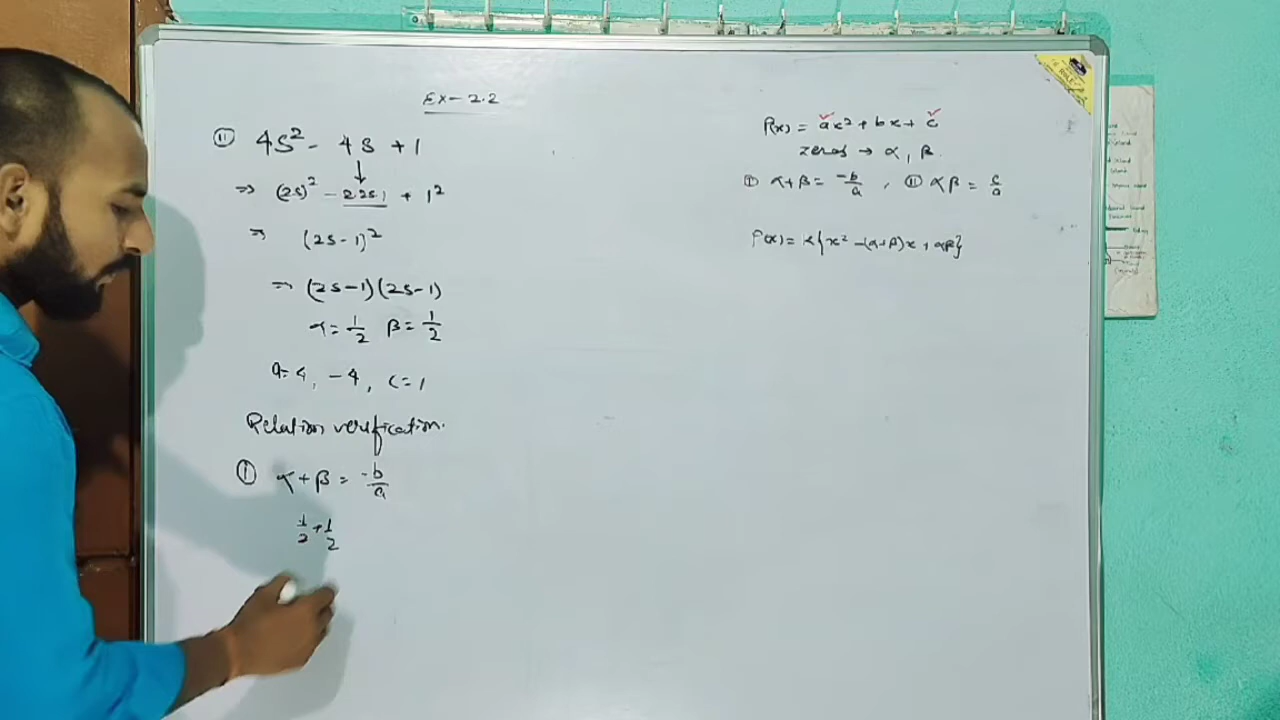 Ex - 2.2
(ii) 4s² - 4s + 1
⇒ (2s)² - 2.2s.1 + 1²
⇒ (2s-1)²
⇒ (2s-1)(2s-1)
α = 1/2 β = 1/2
a=4, -4, c=1
Relation verification.
(i) α+β = -b/a
1/2 + 1/2
P(x) = ax² + bx + c
zeros → α, β.
(i) α+β = -b/a , (ii) αβ = c/a
P(x) = k{x² -(α+β)x + αβ}